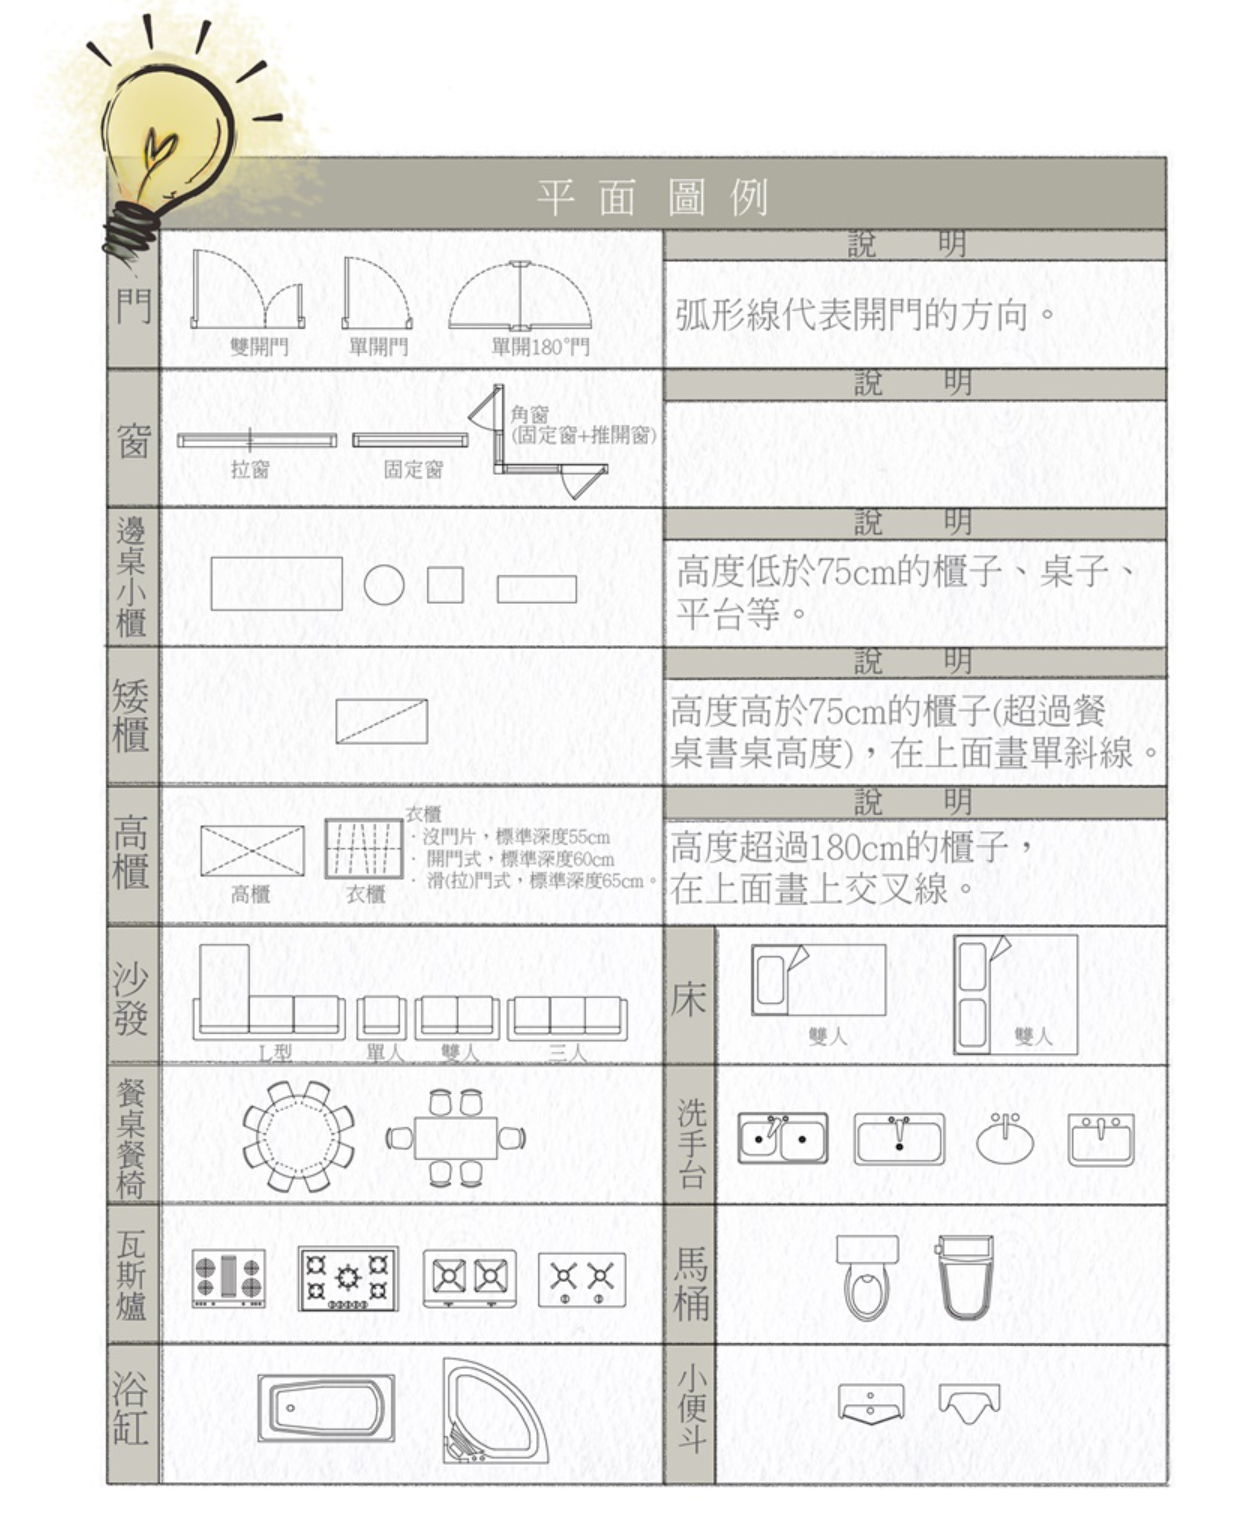 平面圖例
門
雙開門
單開門
單開180°門
說明
弧形線代表開門的方向。
窗
拉窗
固定窗
角窗
(固定窗+推開窗)
說明
邊桌小櫃
說明
高度低於75cm的櫃子、桌子、
平台等。
矮櫃
說明
高度高於75cm的櫃子(超過餐
桌書桌高度)，在上面畫單斜線。
高櫃
高櫃
衣櫃
衣櫃
· 沒門片，標準深度55cm
· 開門式，標準深度60cm
· 滑(拉)門式，標準深度65cm。
說明
高度超過180cm的櫃子，
在上面畫上交叉線。
沙發
L型
單人
雙人
三人
床
雙人
雙人
餐桌餐椅
洗手台
瓦斯爐
馬桶
浴缸
小便斗